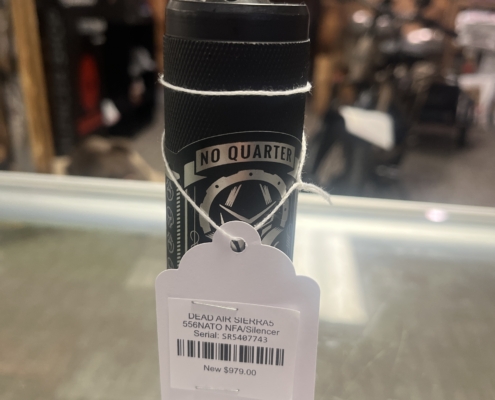 NO QUARTER
DEAD AIR SIERRA5
556NATO NFA/Silencer
Serial: SR5407743
New $979.00